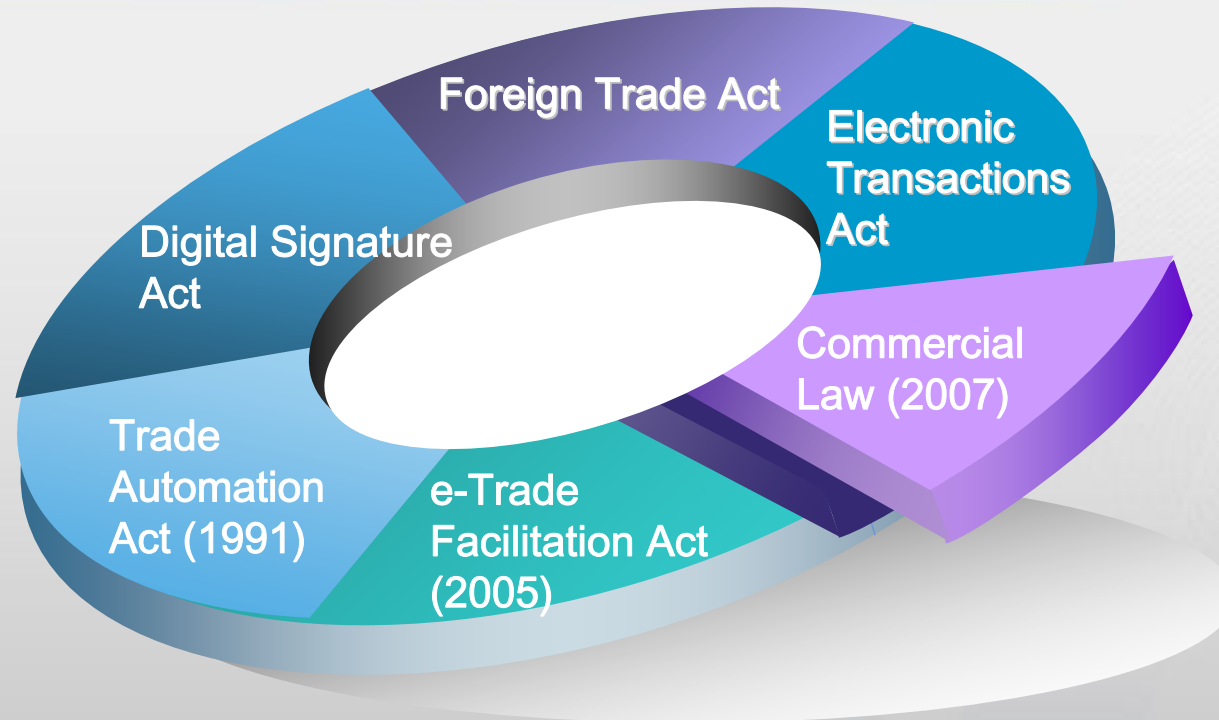 Foreign Trade Act
Electronic
Transactions
Act
Digital Signature
Act
Commercial
Law (2007)
Trade
Automation
Act (1991)
e-Trade
Facilitation Act
(2005)